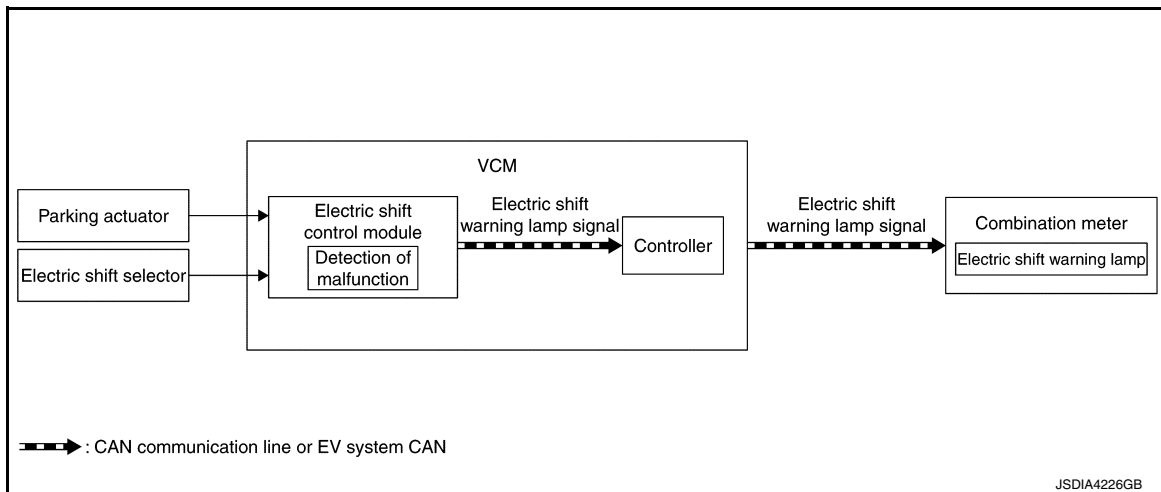 VCM
Parking actuator
Electric shift selector
Electric shift
control module
Detection of
malfunction
Electric shift
warning lamp signal
Controller
Electric shift
warning lamp signal
Combination meter
Electric shift warning lamp
: CAN communication line or EV system CAN
JSDIA4226GB